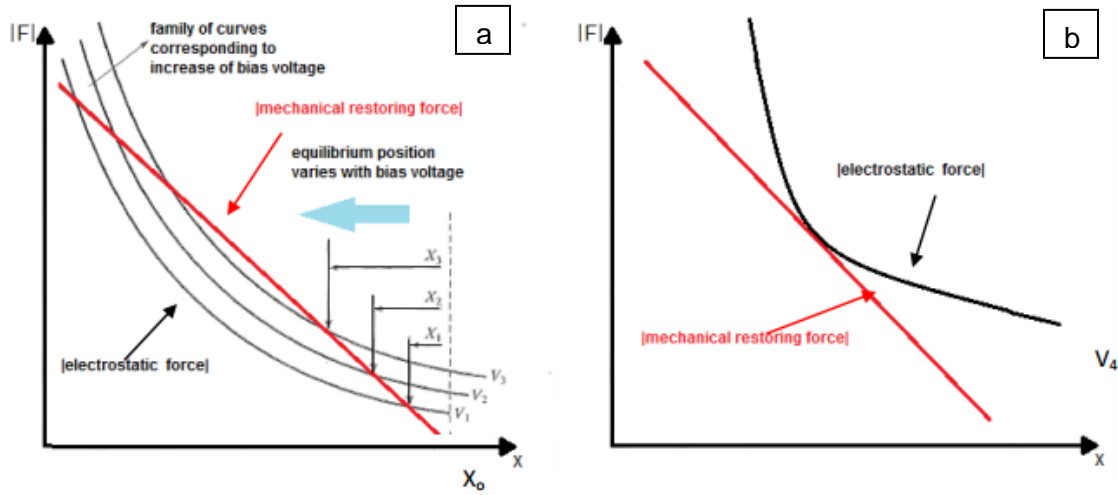 |F|
family of curves
corresponding to
increase of bias voltage
a
|mechanical restoring force|
equilibrium position
varies with bias voltage
X₃
X₂
X₁
|electrostatic force|
V₃
V₂
V₁
X
Xₒ
|F|
b
|electrostatic force|
|mechanical restoring force|
V₄
X